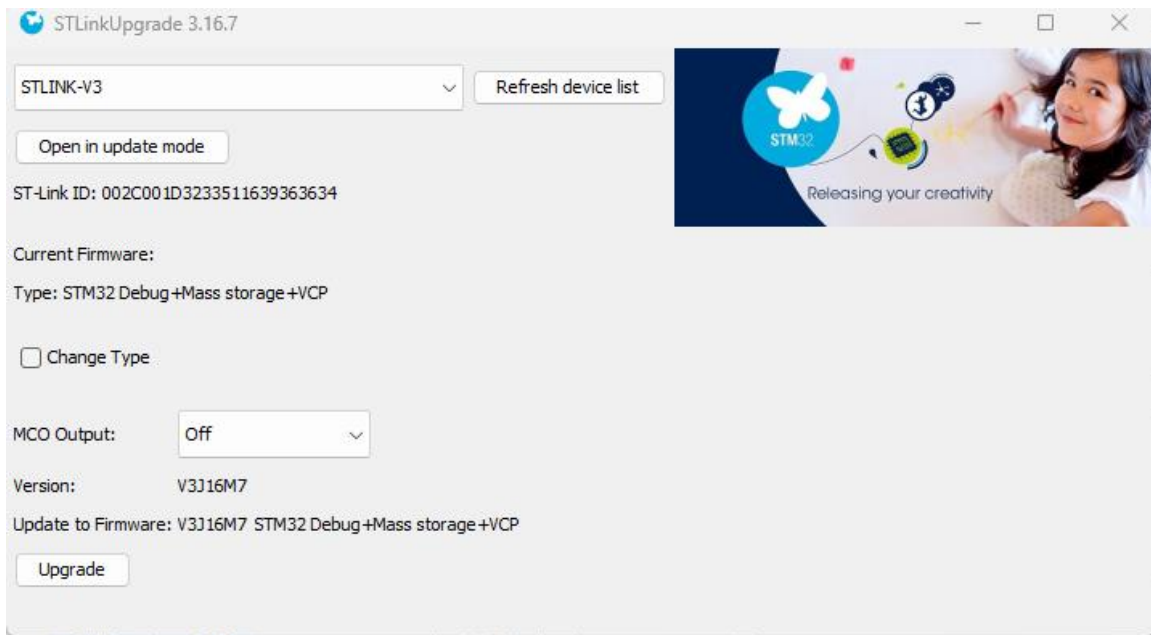 STLinkUpgrade 3.16.7
STLINK-V3
Refresh device list
Open in update mode
STM32
Releasing your creativity
ST-Link ID: 002C001D3233511639363634
Current Firmware:
Type: STM32 Debug+Mass storage+VCP
Change Type
MCO Output: Off
Version: V3J16M7
Update to Firmware: V3J16M7 STM32 Debug+Mass storage+VCP
Upgrade